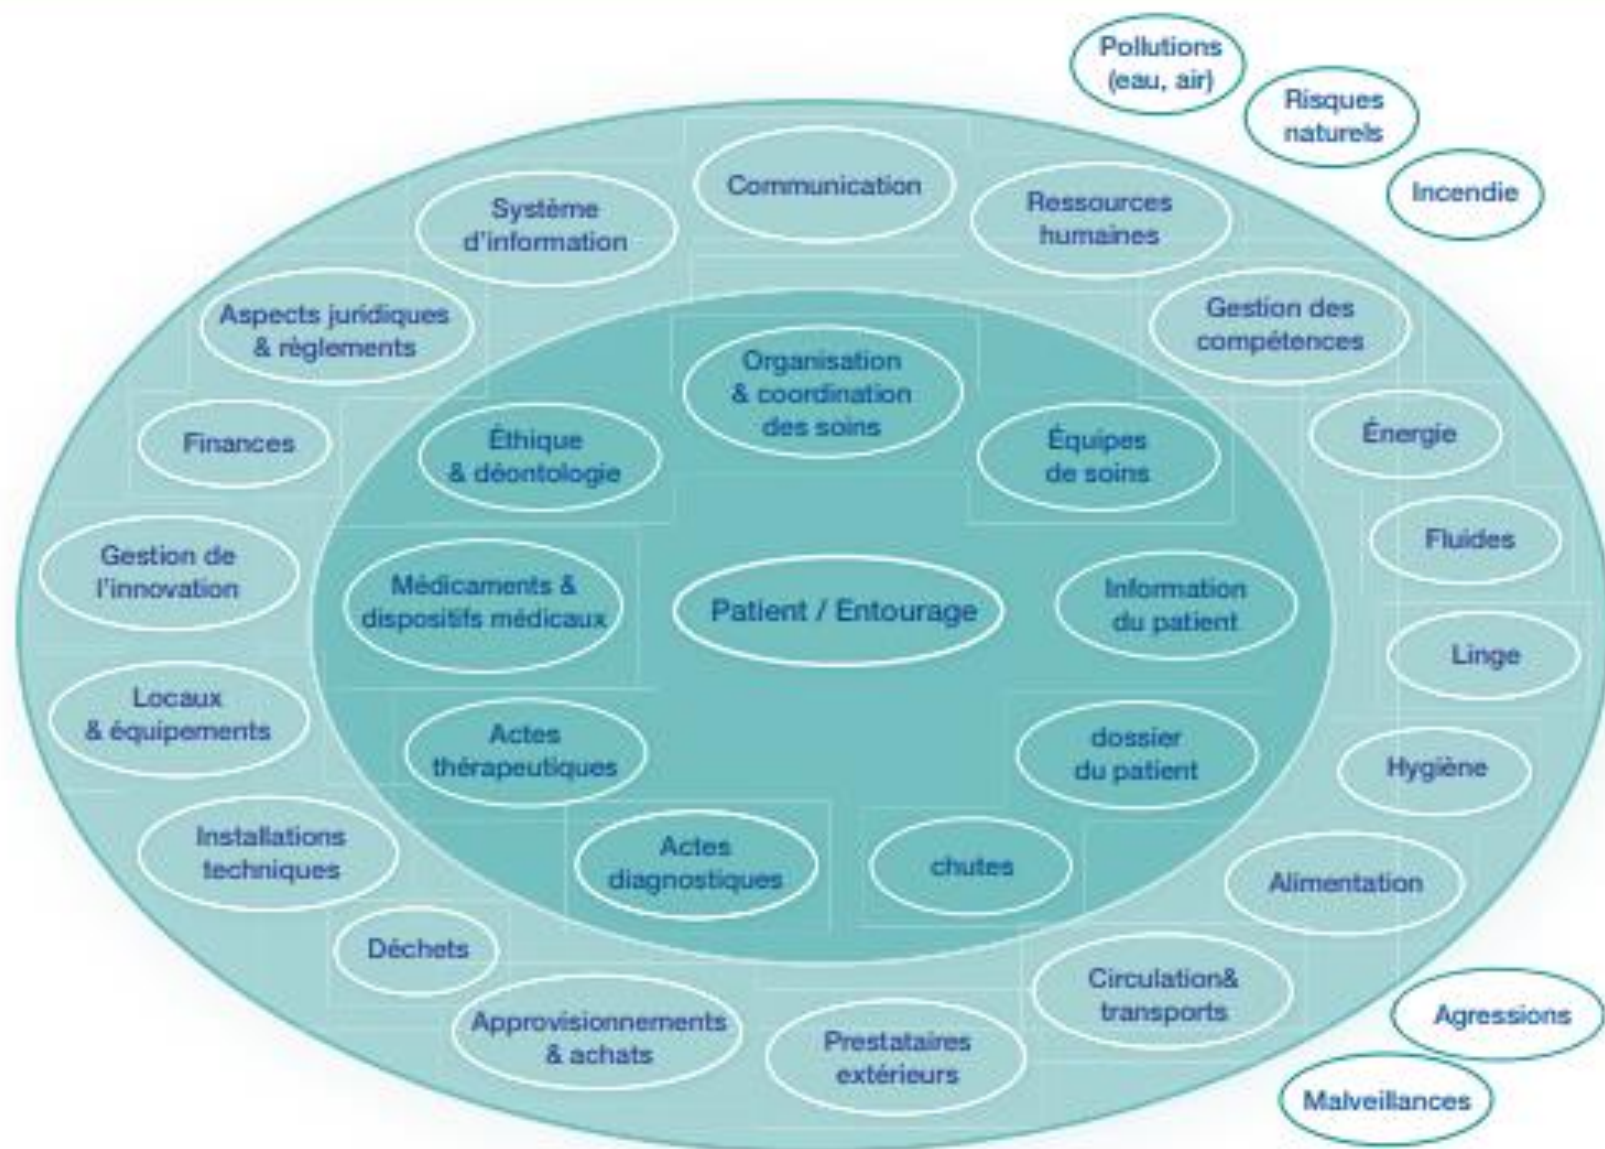 Pollutions
(eau, air)
Risques
naturels
Incendie
Communication
Système
d'information
Ressources
humaines
Aspects juridiques
& règlements
Gestion des
compétences
Finances
Énergie
Gestion de
l'innovation
Fluides
Locaux
& équipements
Linge
Installations
techniques
Hygiène
Déchets
Alimentation
Approvisionnements
& achats
Prestataires
extérieurs
Circulation&
transports
Organisation
& coordination
des soins
Éthique
& déontologie
Équipes
de soins
Médicaments &
dispositifs médicaux
Patient / Entourage
Information
du patient
Actes
thérapeutiques
dossier
du patient
Actes
diagnostiques
chutes
Agressions
Malveillances